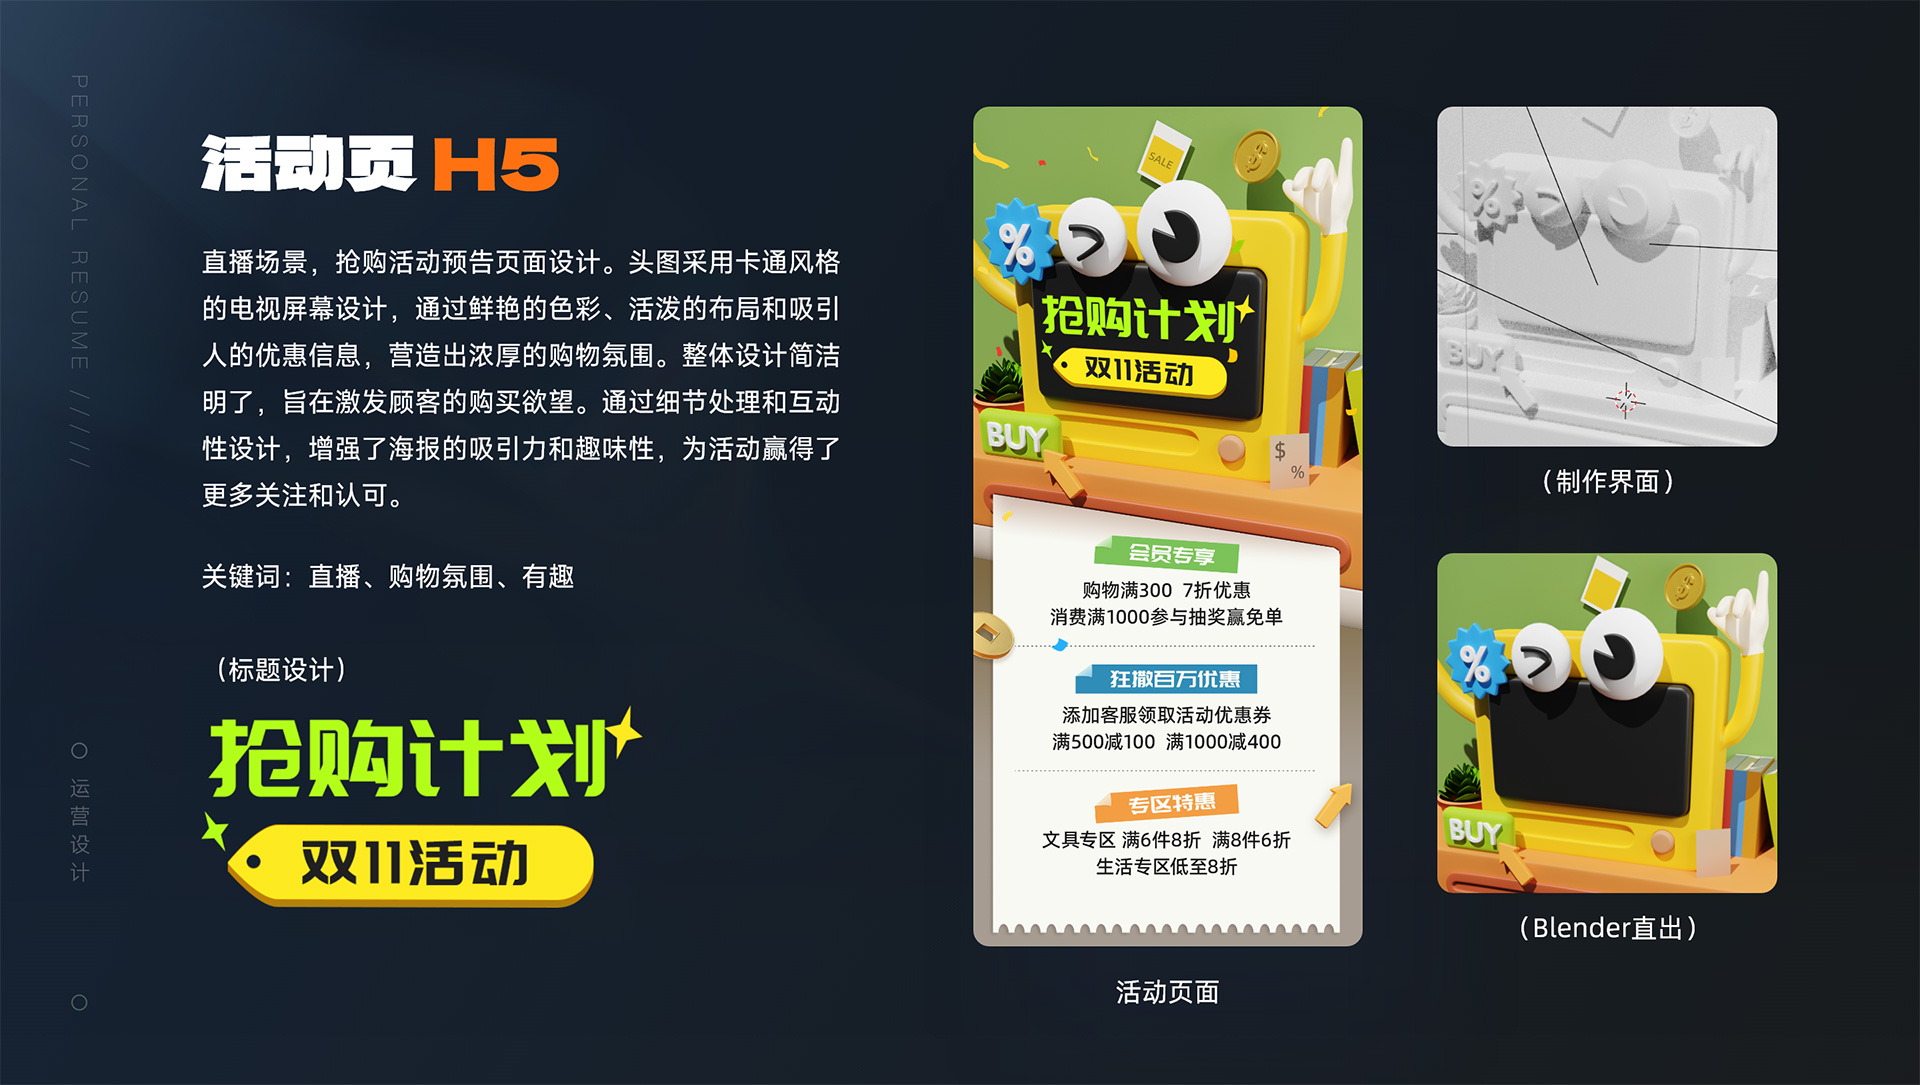 PERSONAL RESUME /////
运营设计
活动页 H5
直播场景，抢购活动预告页面设计。头图采用卡通风格
的电视屏幕设计，通过鲜艳的色彩、活泼的布局和吸引
人的优惠信息，营造出浓厚的购物氛围。整体设计简洁
明了，旨在激发顾客的购买欲望。通过细节处理和互动
性设计，增强了海报的吸引力和趣味性，为活动赢得了
更多关注和认可。
关键词：直播、购物氛围、有趣
（标题设计）
抢购计划
双11活动
SALE
$
%
抢购计划
双11活动
BUY
$
%
会员专享
购物满300 7折优惠
消费满1000参与抽奖赢免单
狂撒百万优惠
添加客服领取活动优惠券
满500减100 满1000减400
专区特惠
文具专区 满6件8折 满8件6折
生活专区低至8折
活动页面
$
%
BUY
（制作界面）
$
%
BUY
（Blender直出）